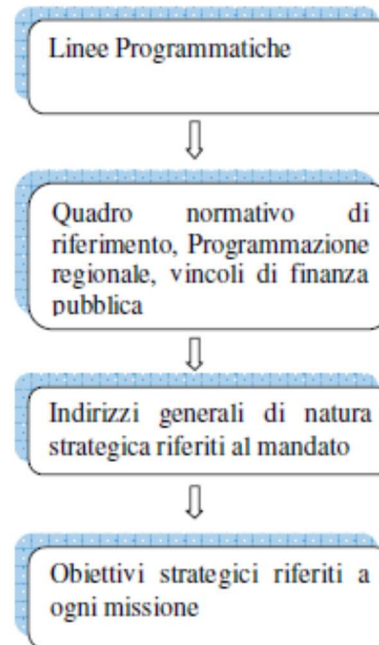 Linee Programmatiche
Quadro normativo di
riferimento, Programmazione
regionale, vincoli di finanza
pubblica
Indirizzi generali di natura
strategica riferiti al mandato
Obiettivi strategici riferiti a
ogni missione